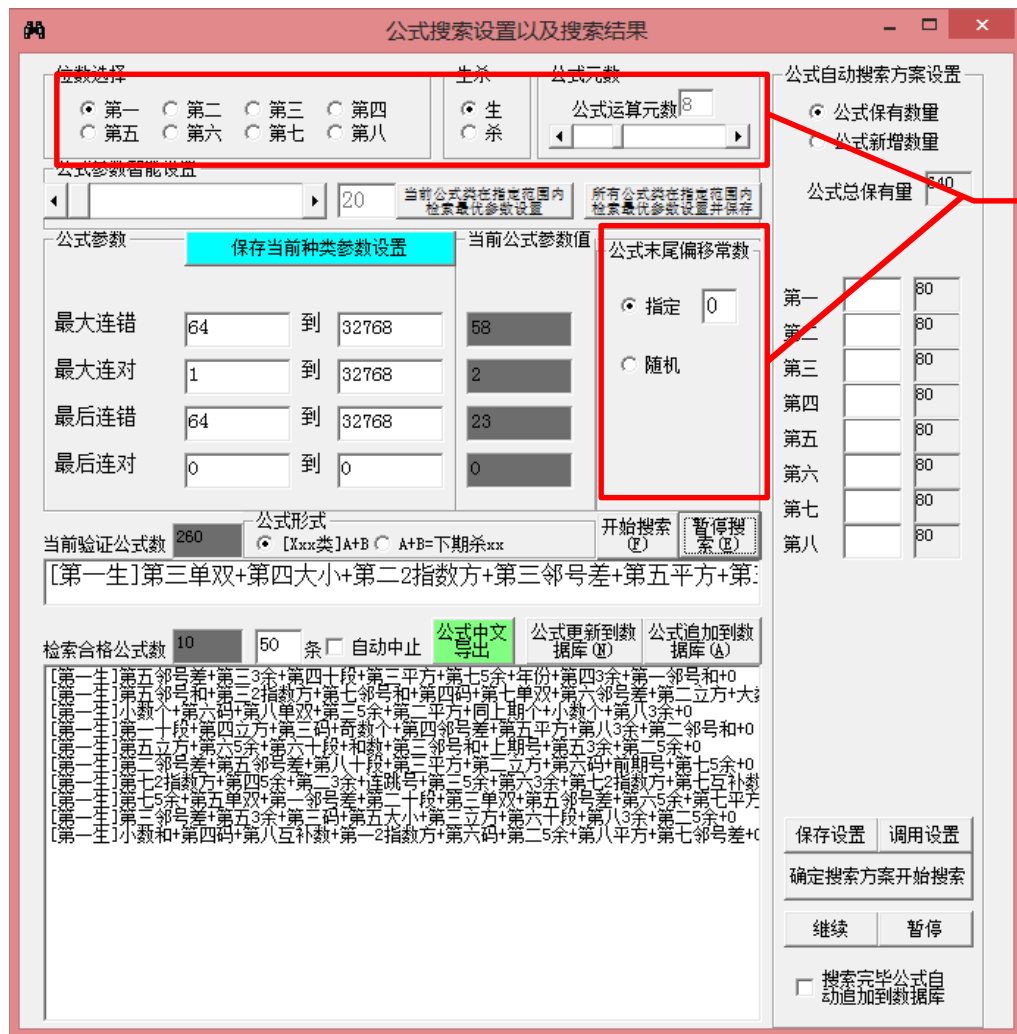 公式搜索设置以及搜索结果
位数选择
第一 第二 第三 第四
第五 第六 第七 第八
生杀
生
杀
公式元数
公式运算元数 8
公式参数智能设置
20
当前公式类在指定范围内
检索最优参数设置
所有公式类在指定范围内
检索最优参数设置并保存
公式参数
保存当前种类参数设置
当前公式参数值
最大连错 64 到 32768 58
最大连对 1 到 32768 2
最后连错 64 到 32768 23
最后连对 0 到 0 0
公式末尾偏移常数
指定 0
随机
当前验证公式数 260
公式形式
[Xxx类]A+B A+B=下期杀xx
开始搜索
(F)
暂停搜
索(E)
[第一生]第三单双+第四大小+第二2指数方+第三邻号差+第五平方+第
检索合格公式数 10 50 条 自动中止
公式中文
导出
公式更新到数
据库(N)
公式追加到数
据库(A)
[第一生]第五邻号差+第三3余+第四十段+第三平方+第七5余+年份+第四3余+第一邻号和+0
[第一生]第五邻号和+第三2指数方+第七邻号和+第四码+第七单双+第六邻号差+第二立方+大
[第一生]小数个+第六码+第八单双+第三5余+第二平方+同上期个+小数个+第八3余+0
[第一生]第一十段+第四立方+第三码+奇数个+第四邻号差+第五平方+第八3余+第二邻号和+0
[第一生]第五立方+第六5余+第六十段+和数+第三邻号和+上期号+第五3余+第二5余+0
[第一生]第二邻号差+第五邻号差+第八十段+第三平方+第二立方+第六码+前期号+第七5余+0
[第一生]第七2指数方+第四5余+第二3余+连跳号+第三5余+第六3余+第七2指数方+第七互补数
[第一生]第七5余+第五单双+第一邻号差+第二十段+第三单双+第五邻号差+第六5余+第七平方
[第一生]第三邻号差+第五3余+第三码+第五大小+第三立方+第六十段+第八3余+第二5余+0
[第一生]小数和+第四码+第八互补数+第一2指数方+第六码+第二5余+第八平方+第七邻号差+0
公式自动搜索方案设置
公式保有数量
公式新增数量
公式总保有量 640
第一 80
第二 80
第三 80
第四 80
第五 80
第六 80
第七 80
第八 80
保存设置 调用设置
确定搜索方案开始搜索
继续 暂停
搜索完毕公式自
动追加到数据库